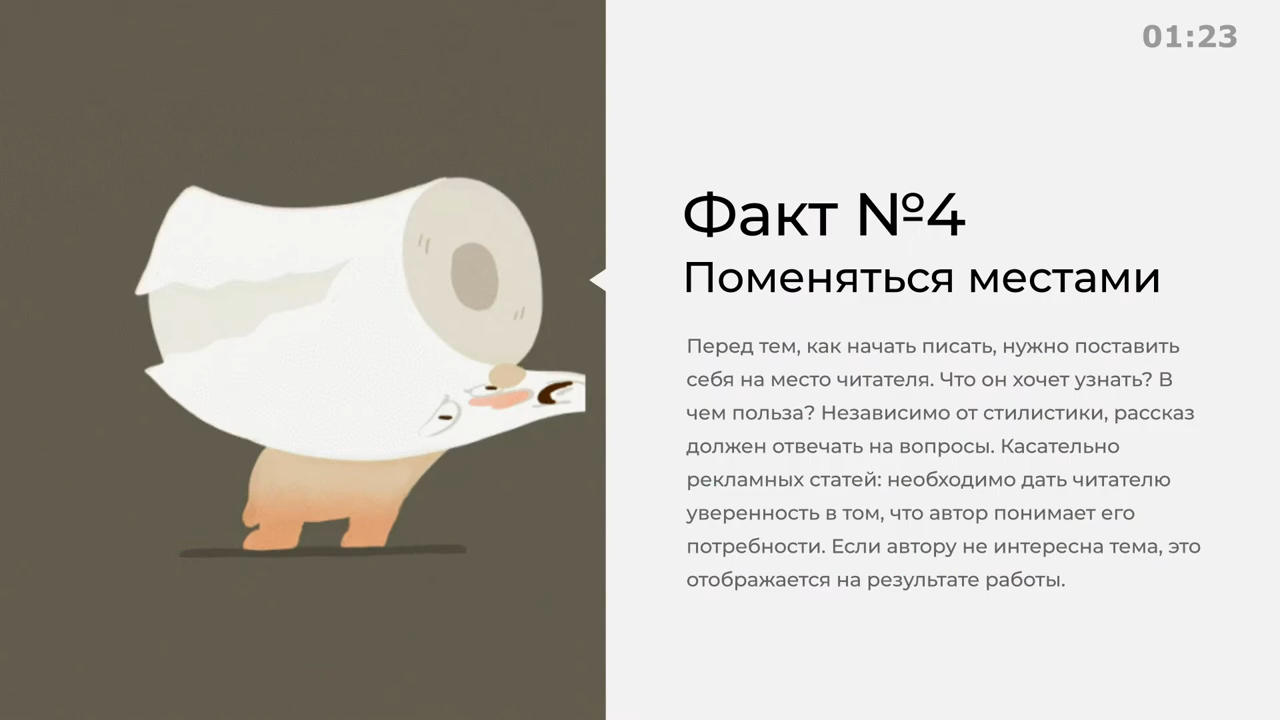 01:23
Факт №4
Поменяться местами
Перед тем, как начать писать, нужно поставить
себя на место читателя. Что он хочет узнать? В
чем польза? Независимо от стилистики, рассказ
должен отвечать на вопросы. Касательно
рекламных статей: необходимо дать читателю
уверенность в том, что автор понимает его
потребности. Если автору не интересна тема, это
отображается на результате работы.